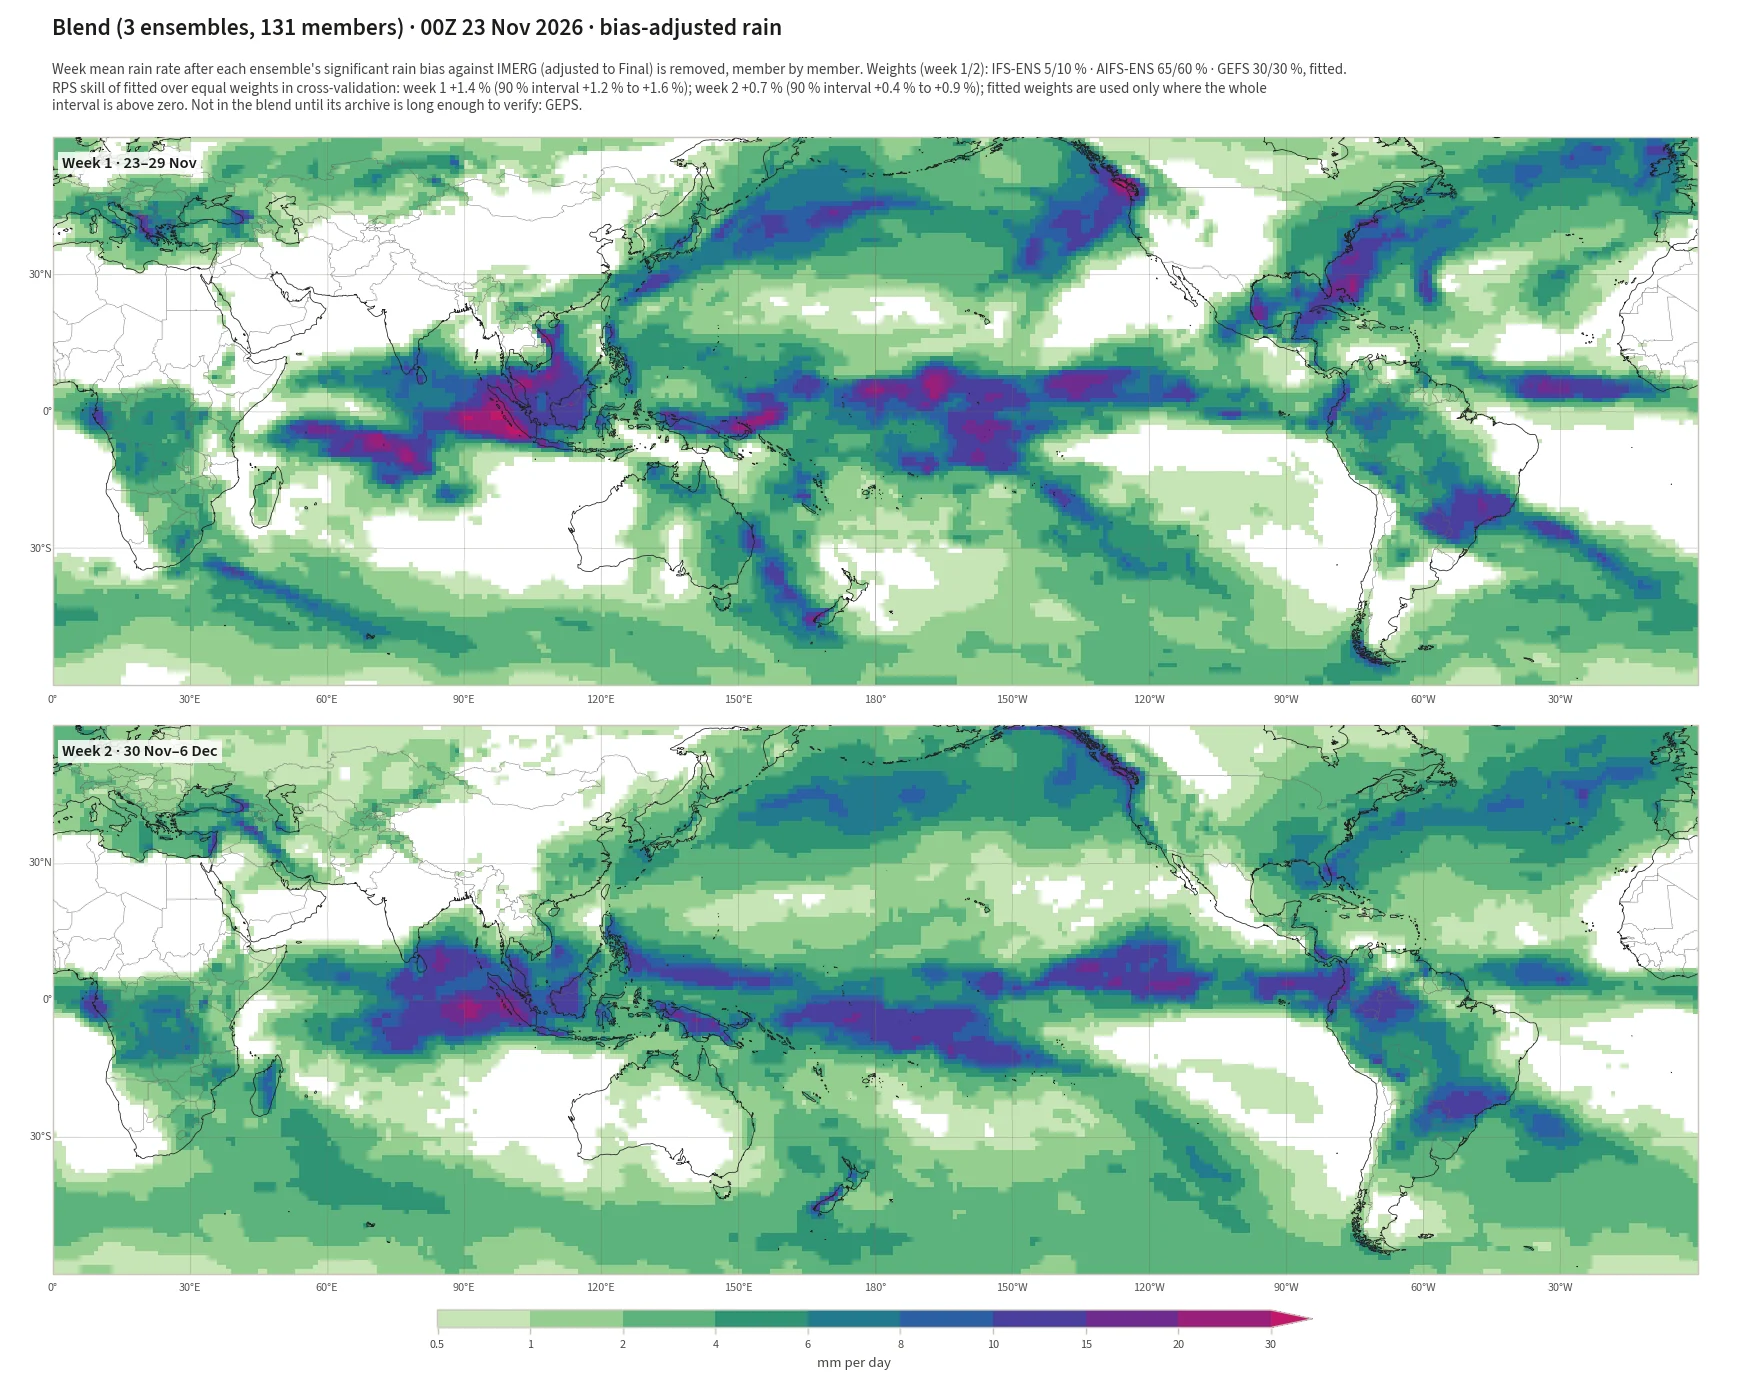 Blend (3 ensembles, 131 members) · 00Z 23 Nov 2026 · bias-adjusted rain
Week mean rain rate after each ensemble's significant rain bias against IMERG (adjusted to Final) is removed, member by member. Weights (week 1/2): IFS-ENS 5/10 % · AIFS-ENS 65/60 % · GEFS 30/30 %, fitted.
RPS skill of fitted over equal weights in cross-validation: week 1 +1.4 % (90 % interval +1.2 % to +1.6 %); week 2 +0.7 % (90 % interval +0.4 % to +0.9 %); fitted weights are used only where the whole
interval is above zero. Not in the blend until its archive is long enough to verify: GEPS.
Week 1 · 23–29 Nov
30°N
0°
30°S
0° 30°E 60°E 90°E 120°E 150°E 180° 150°W 120°W 90°W 60°W 30°W
Week 2 · 30 Nov–6 Dec
30°N
0°
30°S
0° 30°E 60°E 90°E 120°E 150°E 180° 150°W 120°W 90°W 60°W 30°W
0.5 1 2 4 6 8 10 15 20 30
mm per day